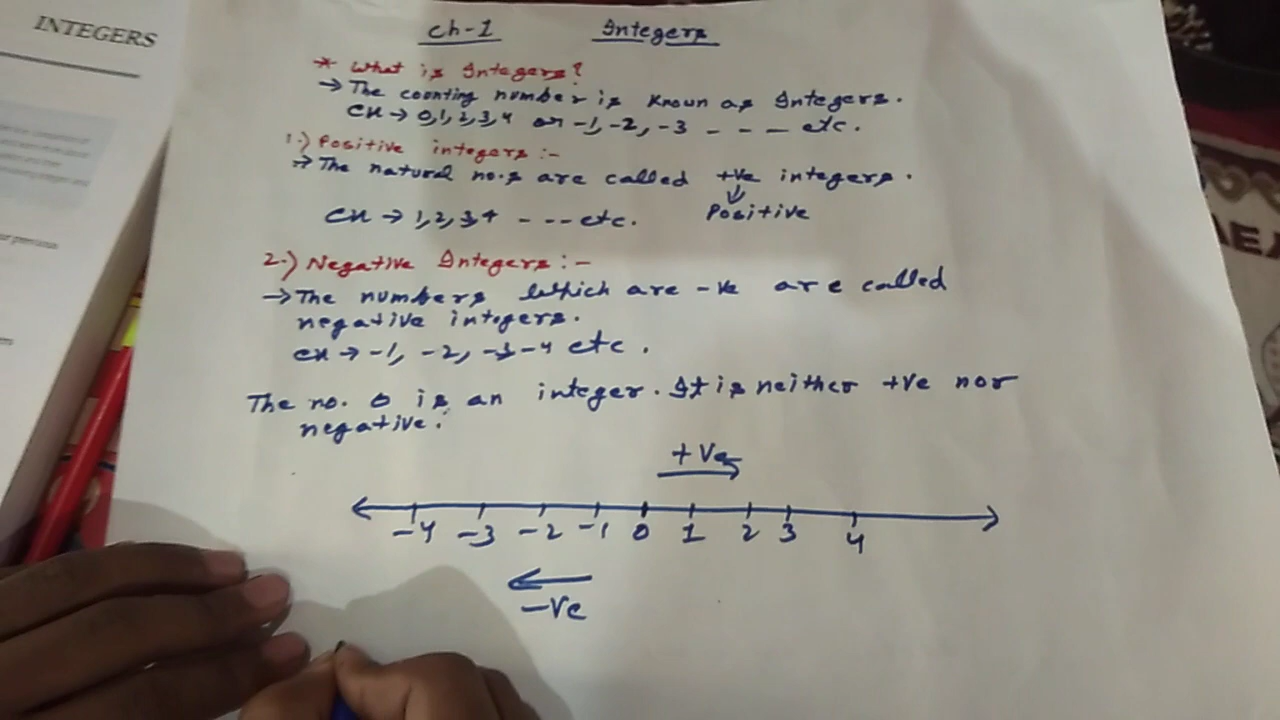 INTEGERS
Ch-1 Integers
* What is Integers?
→ The counting number is known as Integers.
Ex → 0,1,2,3,4 or -1,-2,-3 - - - etc.
1.) Positive integers :-
→ The natural no.s are called +ve integers.
Positive
Ex → 1,2,3,4 - - - etc.
2.) Negative Integers :-
→ The numbers which are -ve are called
negative integers.
ex → -1, -2, -3 -4 etc.
The no. 0 is an integer. It is neither +ve nor
negative.
+ve
-4 -3 -2 -1 0 1 2 3 4
-ve